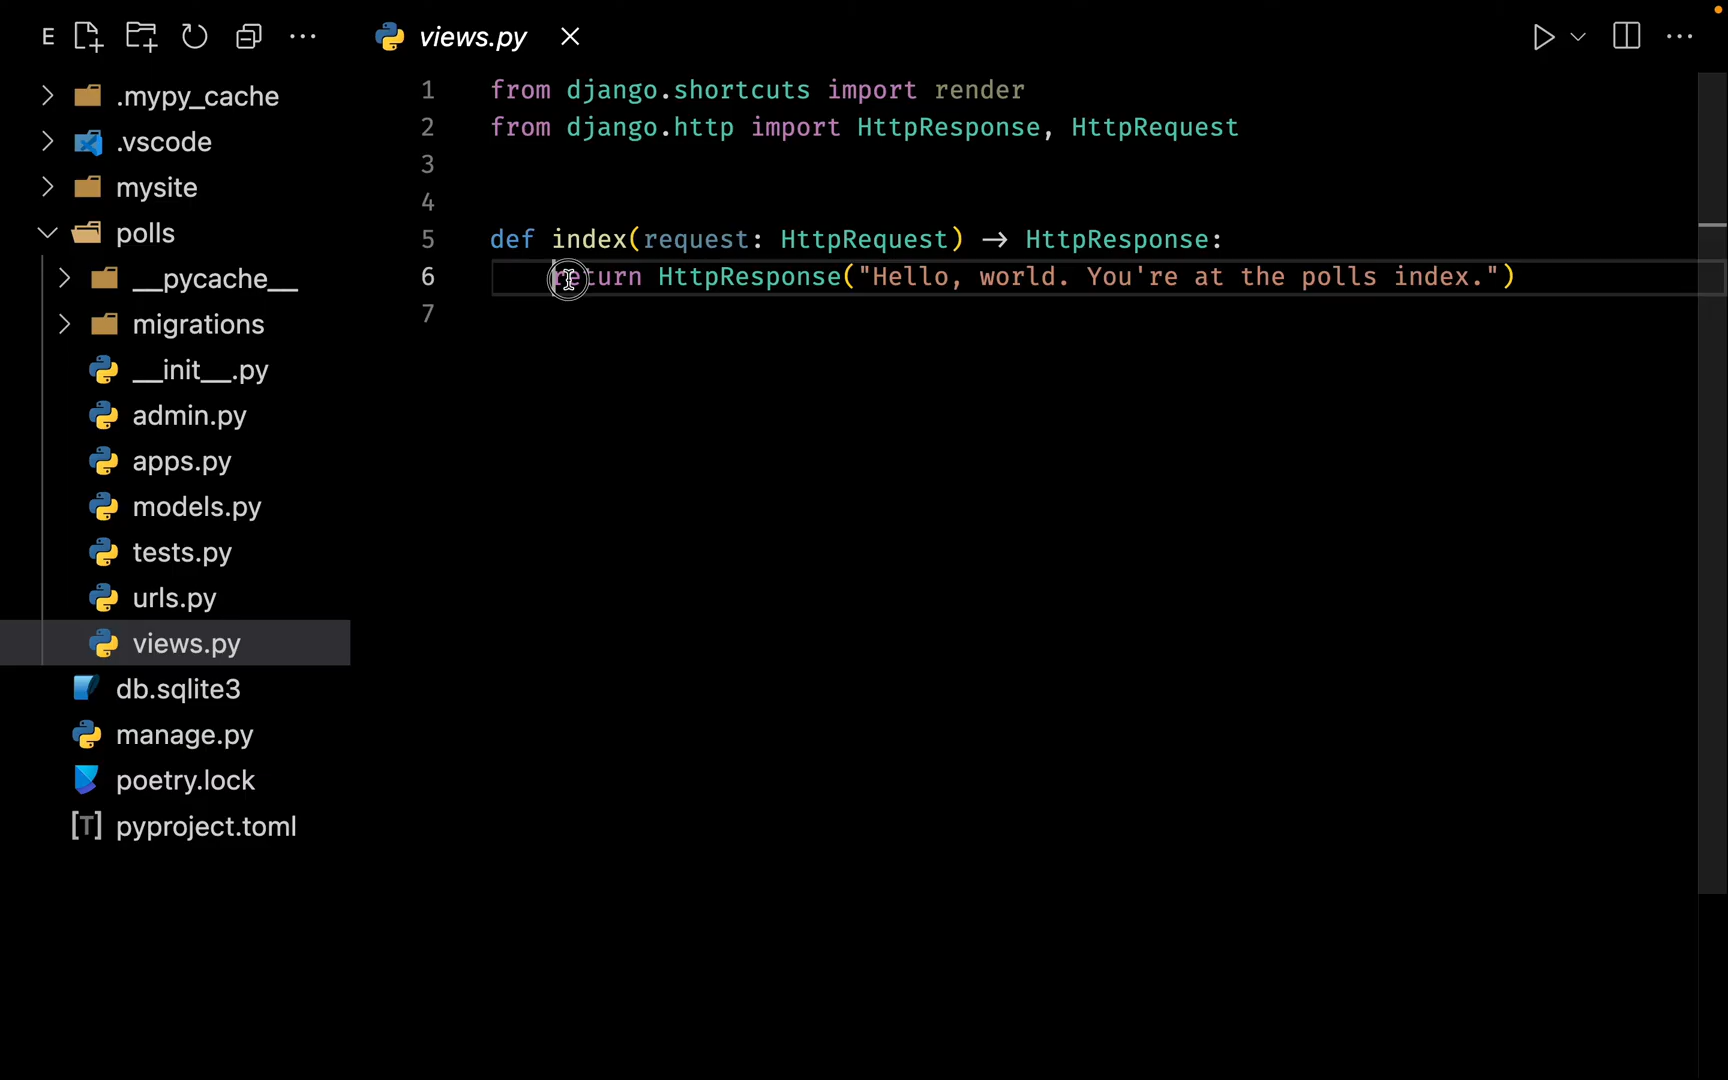 E
views.py
.mypy_cache
.vscode
mysite
polls
__pycache__
migrations
__init__.py
admin.py
apps.py
models.py
tests.py
urls.py
views.py
db.sqlite3
manage.py
poetry.lock
[T] pyproject.toml
1 from django.shortcuts import render
2 from django.http import HttpResponse, HttpRequest
3
4
5 def index(request: HttpRequest) → HttpResponse:
6 return HttpResponse("Hello, world. You're at the polls index.")
7